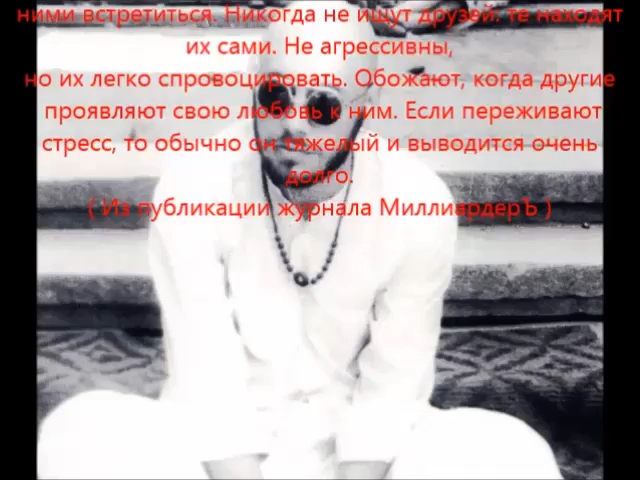 ними встретиться. Никогда не ищут друзей: те находят
их сами. Не агрессивны,
но их легко спровоцировать. Обожают, когда другие
проявляют свою любовь к ним. Если переживают
стресс, то обычно он тяжелый и выводится очень
долго.
( Из публикации журнала МиллиардерЪ )